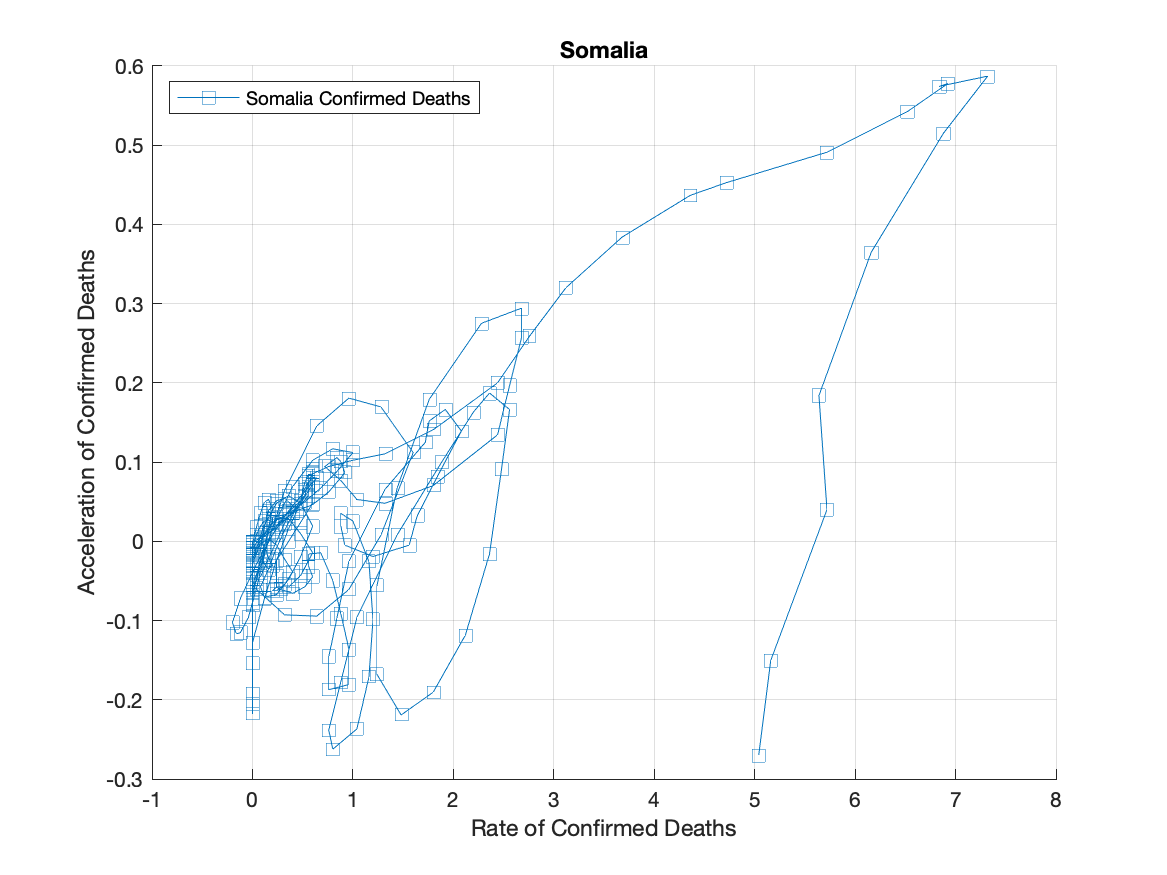 Somalia
Somalia Confirmed Deaths
Acceleration of Confirmed Deaths
0.6
0.5
0.4
0.3
0.2
0.1
0
-0.1
-0.2
-0.3
-1 0 1 2 3 4 5 6 7 8
Rate of Confirmed Deaths